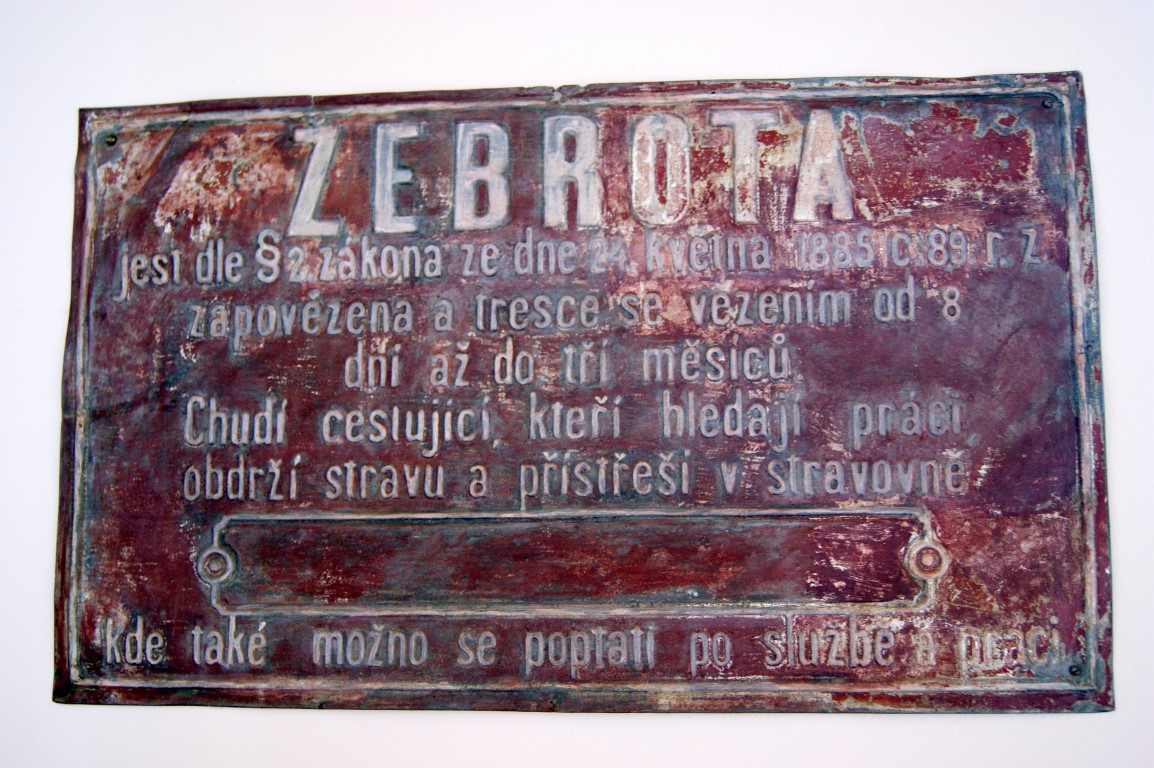 ŽEBROTA
jest dle § 2. zákona ze dne 24. května 1885 č. 89 ř. z.
zapovězena a tresce se vězením od 8
dní až do tří měsíců.
Chudí cestující, kteří hledají práci,
obdrží stravu a přístřeší v stravovně
kde také možno se poptati po službě a práci.